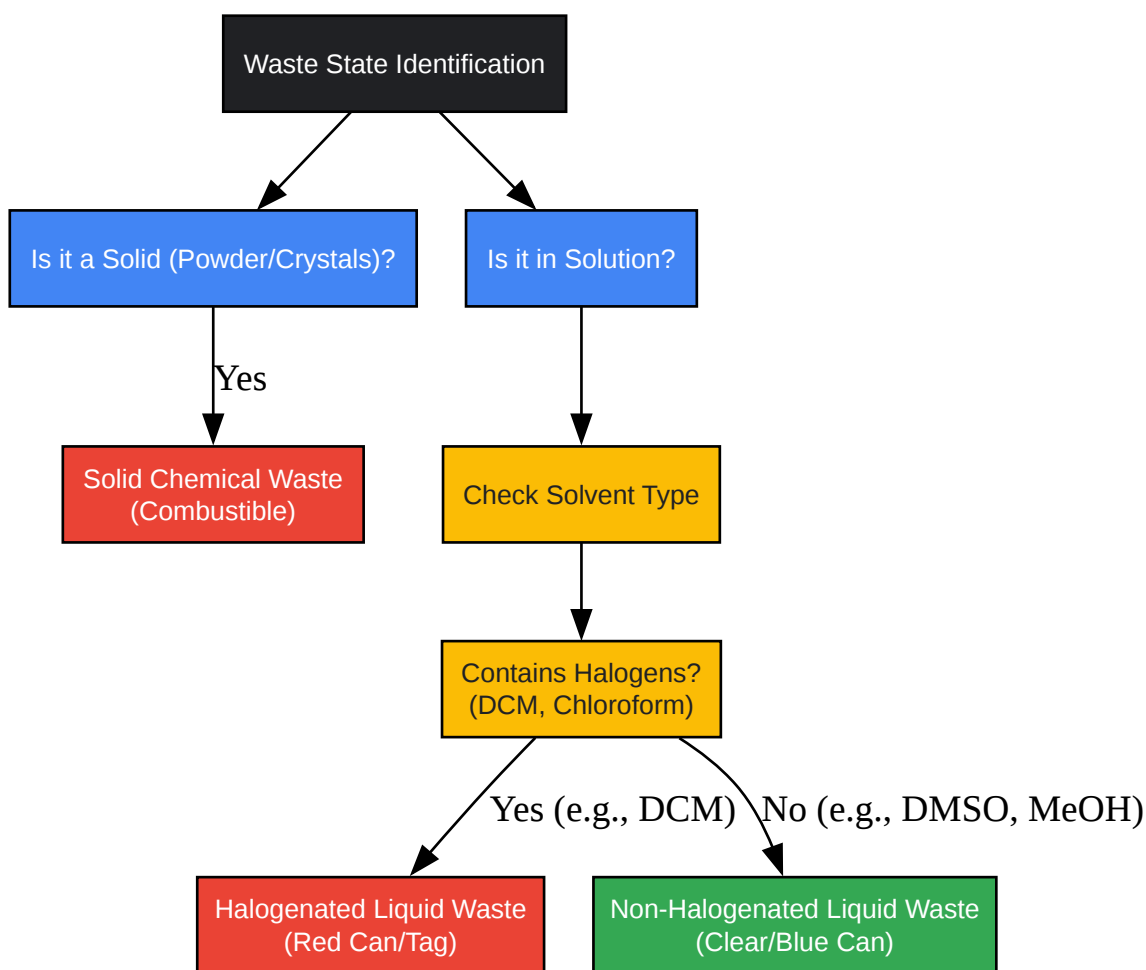 Waste State Identification
Is it a Solid (Powder/Crystals)?
Is it in Solution?
Yes
Solid Chemical Waste
(Combustible)
Check Solvent Type
Contains Halogens?
(DCM, Chloroform)
Yes (e.g., DCM)
No (e.g., DMSO, MeOH)
Halogenated Liquid Waste
(Red Can/Tag)
Non-Halogenated Liquid Waste
(Clear/Blue Can)